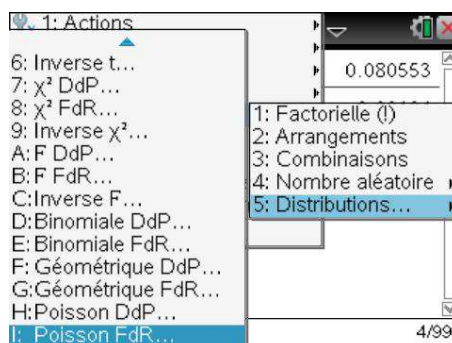 1: Actions
6: Inverse t...
7: χ² DdP...
8: χ² FdR...
9: Inverse χ²...
A: F DdP...
B: F FdR...
C: Inverse F...
D: Binomiale DdP...
E: Binomiale FdR...
F: Géométrique DdP...
G: Géométrique FdR...
H: Poisson DdP...
I: Poisson FdR...
0.080553
1: Factorielle (!)
2: Arrangements
3: Combinaisons
4: Nombre aléatoire
5: Distributions...
4/99